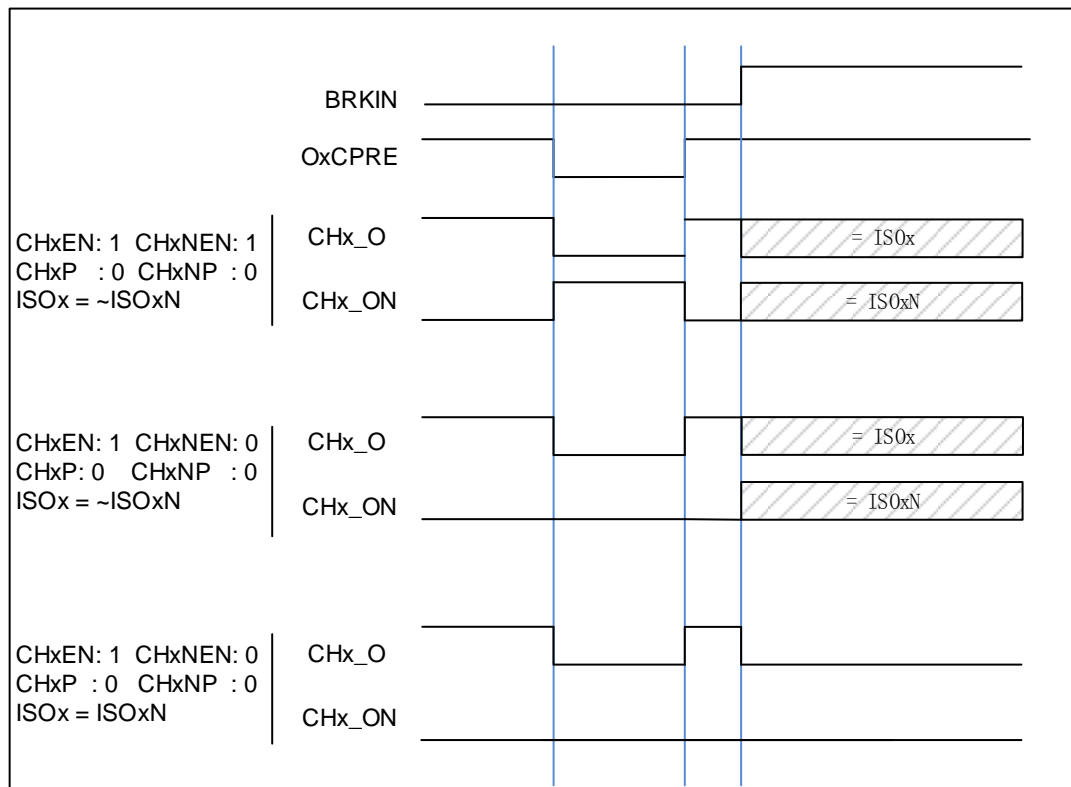 BRKIN
OxCPRE
CHxEN: 1 CHxNEN: 1
CHxP : 0 CHxNP : 0
ISOx = ~ISOxN
CHx_O
= ISOx
CHx_ON
= ISOxN
CHxEN: 1 CHxNEN: 0
CHxP: 0 CHxNP : 0
ISOx = ~ISOxN
CHx_O
= ISOx
CHx_ON
= ISOxN
CHxEN: 1 CHxNEN: 0
CHxP : 0 CHxNP : 0
ISOx = ISOxN
CHx_O
CHx_ON